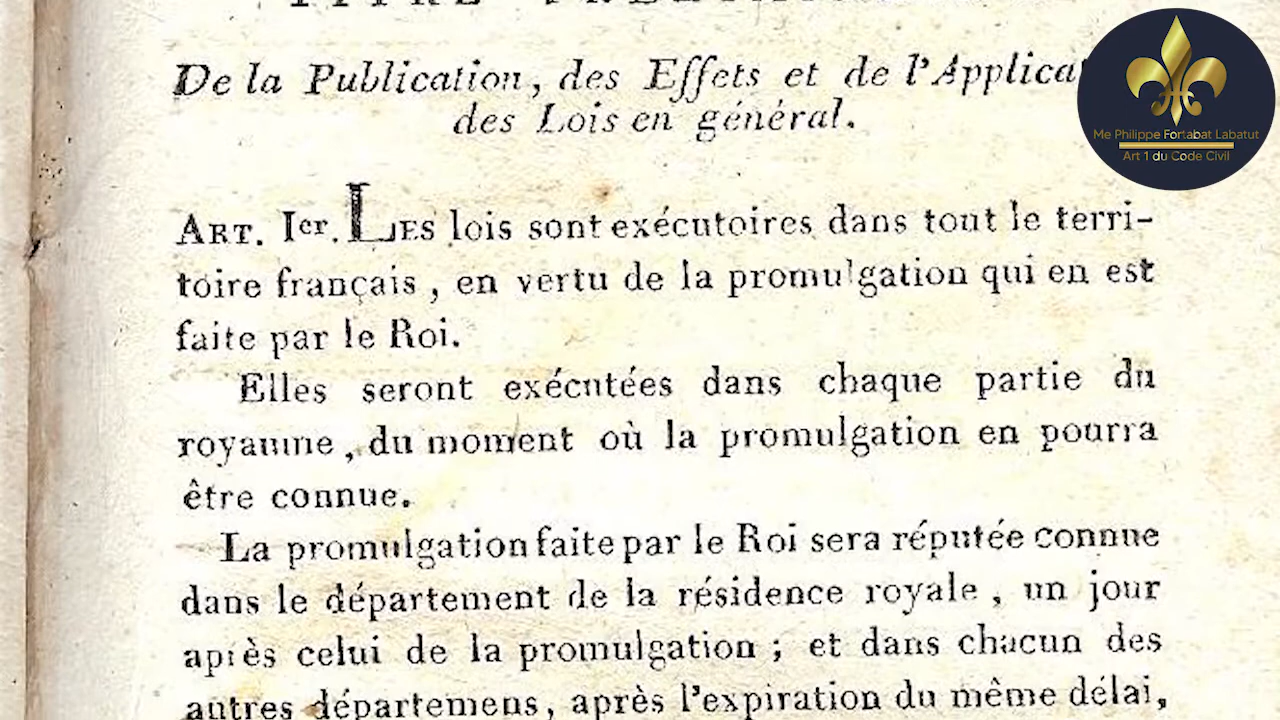 De la Publication, des Effets et de l'Applicat
des Lois en général.
ART. Ier. LES lois sont exécutoires dans tout le terri-
toire français, en vertu de la promulgation qui en est
faite par le Roi.
Elles seront exécutées dans chaque partie du
royaume, du moment où la promulgation en pourra
être connue.
La promulgation faite par le Roi sera réputée connue
dans le département de la résidence royale, un jour
après celui de la promulgation ; et dans chacun des
autres départemens, après l'expiration du même délai,
Me Philippe Fortabat Labatut
Art 1 du Code Civil